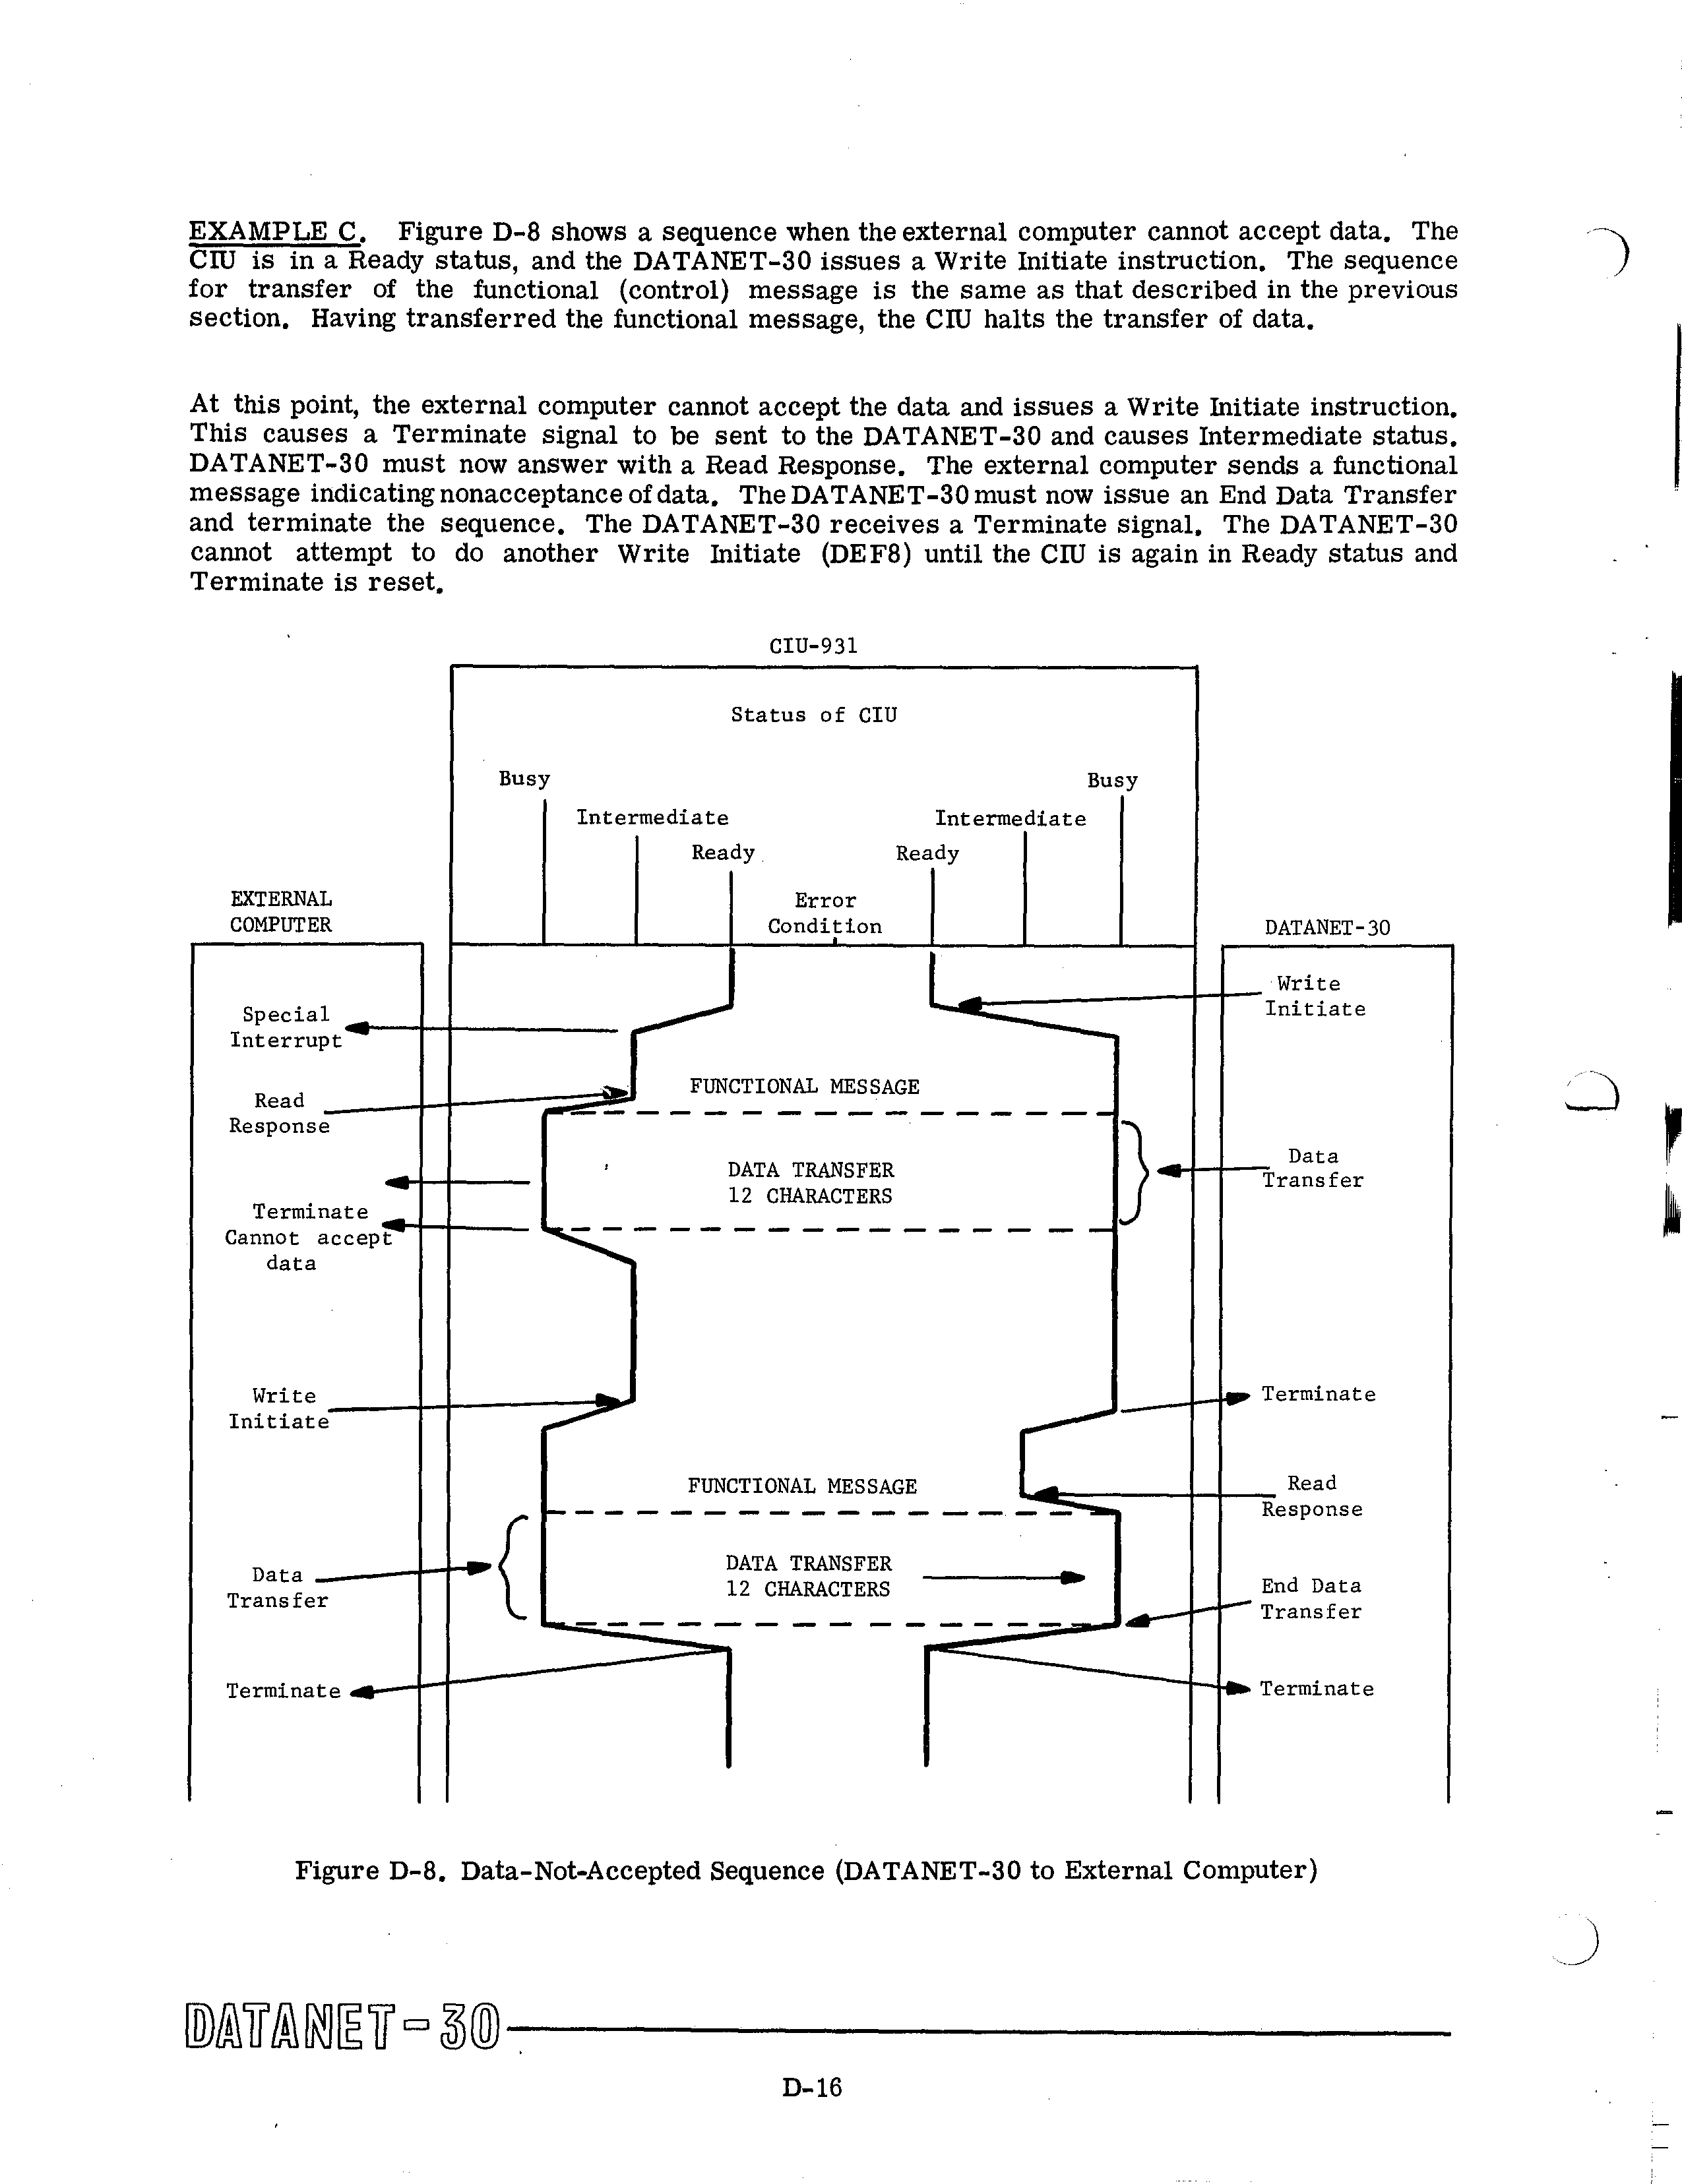 EXAMPLE C. Figure D-8 shows a sequence when the external computer cannot accept data. The
CIU is in a Ready status, and the DATANET-30 issues a Write Initiate instruction. The sequence
for transfer of the functional (control) message is the same as that described in the previous
section. Having transferred the functional message, the CIU halts the transfer of data.
At this point, the external computer cannot accept the data and issues a Write Initiate instruction.
This causes a Terminate signal to be sent to the DATANET-30 and causes Intermediate status.
DATANET-30 must now answer with a Read Response. The external computer sends a functional
message indicating nonacceptance of data. The DATANET-30 must now issue an End Data Transfer
and terminate the sequence. The DATANET-30 receives a Terminate signal. The DATANET-30
cannot attempt to do another Write Initiate (DEF8) until the CIU is again in Ready status and
Terminate is reset.
CIU-931
Status of CIU
Busy
Busy
Intermediate
Intermediate
Ready
Ready
EXTERNAL
COMPUTER
Error
Condition
DATANET-30
Write
Initiate
Special
Interrupt
FUNCTIONAL MESSAGE
Read
Response
DATA TRANSFER
12 CHARACTERS
Data
Transfer
Terminate
Cannot accept
data
Write
Initiate
Terminate
FUNCTIONAL MESSAGE
Read
Response
DATA TRANSFER
12 CHARACTERS
Data
Transfer
End Data
Transfer
Terminate
Terminate
Figure D-8. Data-Not-Accepted Sequence (DATANET-30 to External Computer)
DATANET-30
D-16